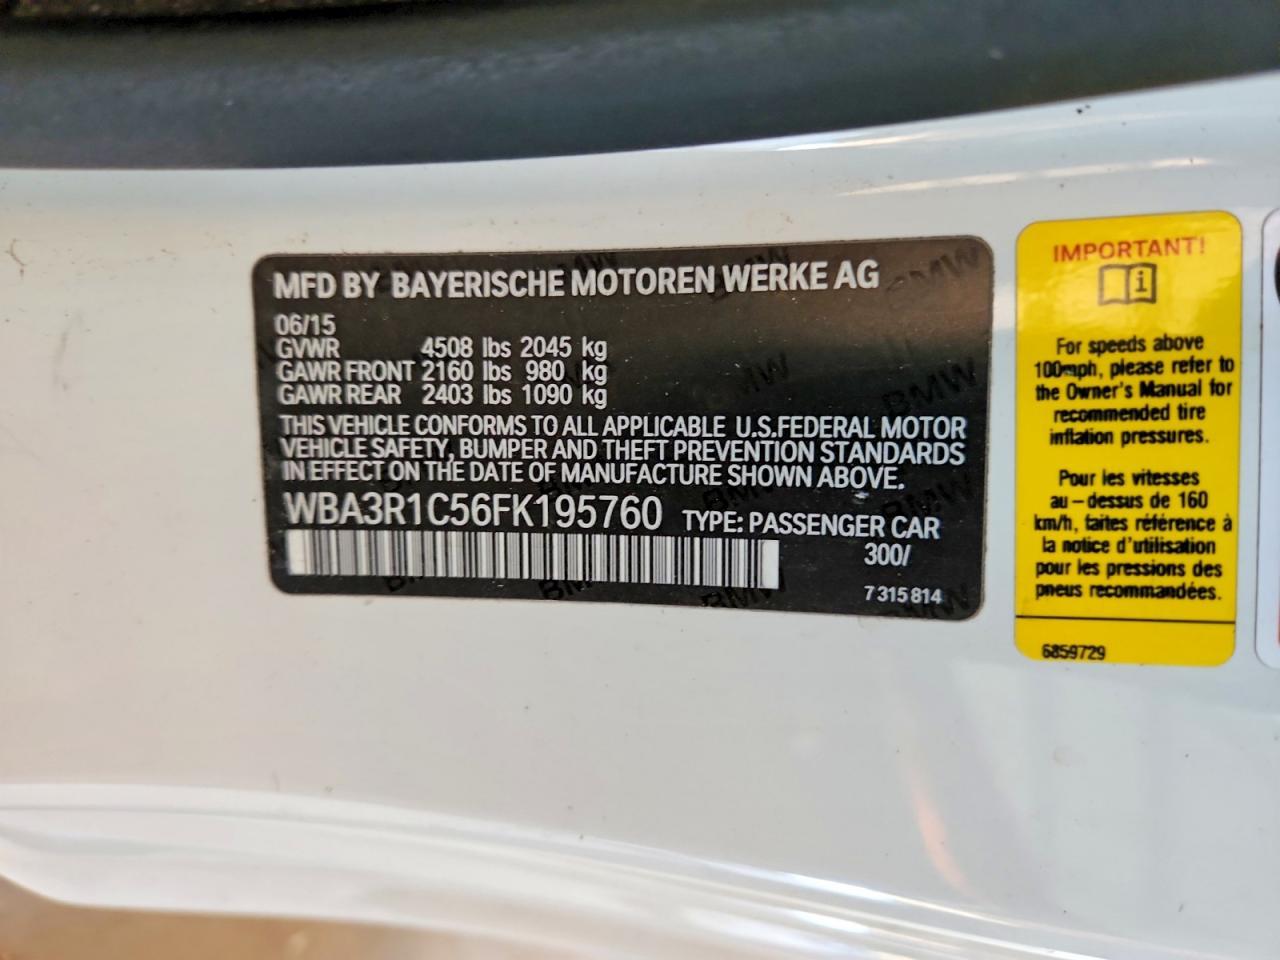 MFD BY BAYERISCHE MOTOREN WERKE AG
06/15
GVWR 4508 lbs 2045 kg
GAWR FRONT 2160 lbs 980 kg
GAWR REAR 2403 lbs 1090 kg
THIS VEHICLE CONFORMS TO ALL APPLICABLE U.S.FEDERAL MOTOR
VEHICLE SAFETY, BUMPER AND THEFT PREVENTION STANDARDS
IN EFFECT ON THE DATE OF MANUFACTURE SHOWN ABOVE.
WBA3R1C56FK195760 TYPE: PASSENGER CAR
300/
7 315 814
IMPORTANT!
For speeds above
100mph, please refer to
the Owner's Manual for
recommended tire
inflation pressures.
Pour les vitesses
au-dessus de 160
km/h, faites référence à
la notice d'utilisation
pour les pressions des
pneus recommandées.
6859729